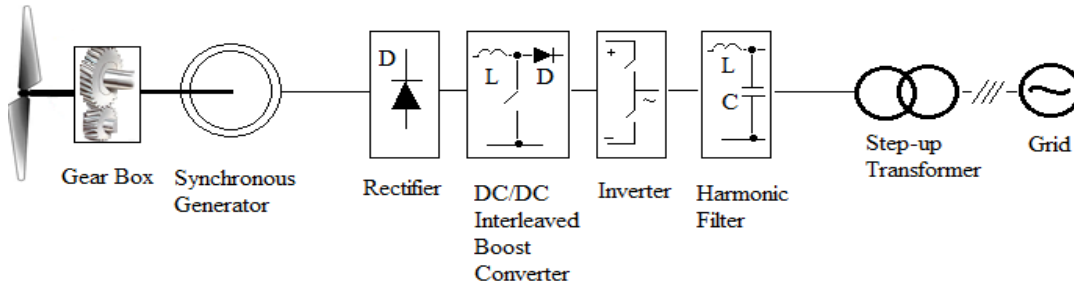 D
L
D
+
~
−
L
C
Gear Box
Synchronous
Generator
Rectifier
DC/DC
Interleaved
Boost
Converter
Inverter
Harmonic
Filter
Step-up
Transformer
Grid